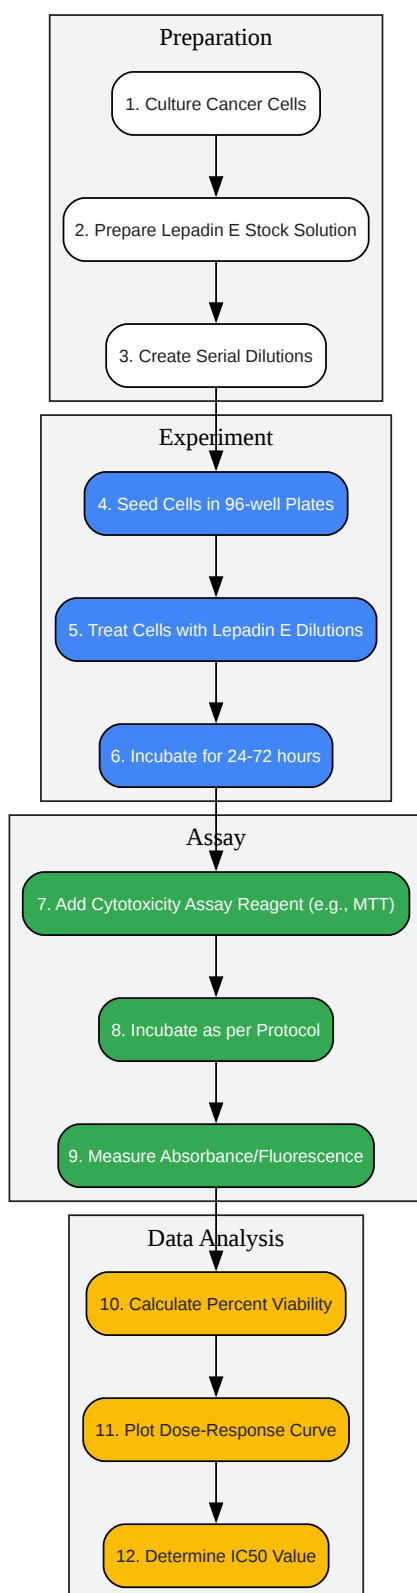 Preparation
1. Culture Cancer Cells
2. Prepare Lepadin E Stock Solution
3. Create Serial Dilutions
Experiment
4. Seed Cells in 96-well Plates
5. Treat Cells with Lepadin E Dilutions
6. Incubate for 24-72 hours
Assay
7. Add Cytotoxicity Assay Reagent (e.g., MTT)
8. Incubate as per Protocol
9. Measure Absorbance/Fluorescence
Data Analysis
10. Calculate Percent Viability
11. Plot Dose-Response Curve
12. Determine IC50 Value